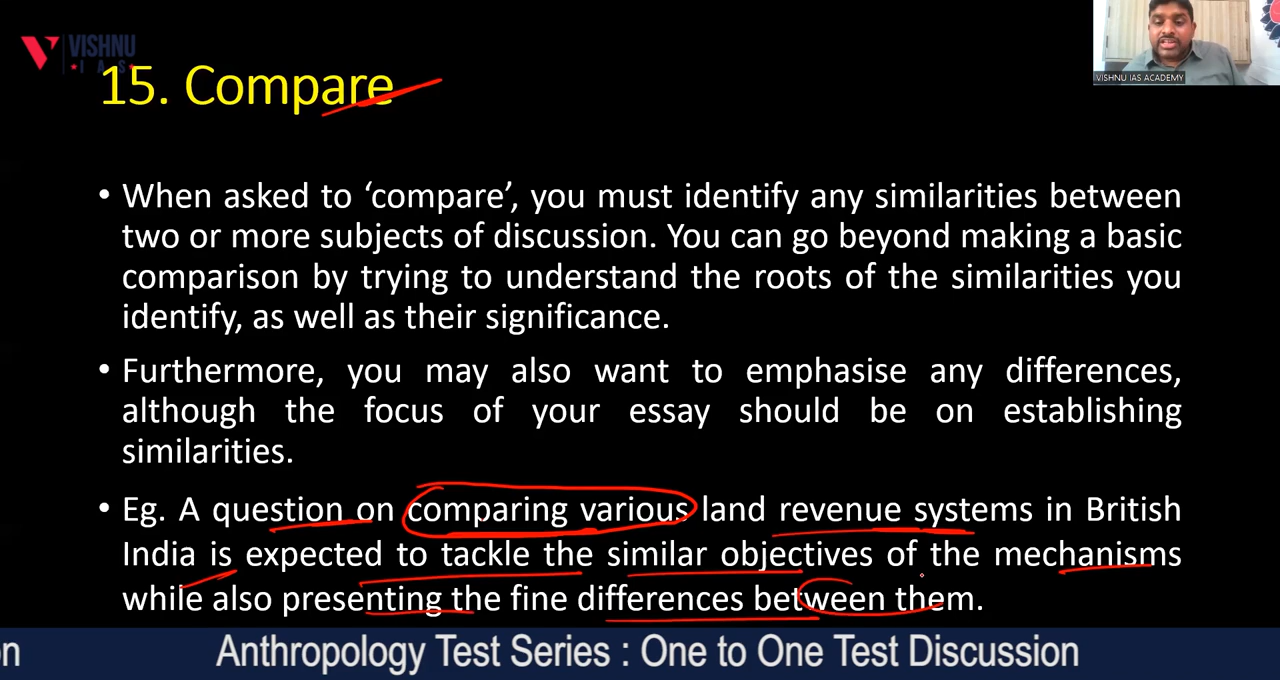 VISHNU
IAS
VISHNU IAS ACADEMY
15. Compare
• When asked to ‘compare’, you must identify any similarities between
two or more subjects of discussion. You can go beyond making a basic
comparison by trying to understand the roots of the similarities you
identify, as well as their significance.
• Furthermore, you may also want to emphasise any differences,
although the focus of your essay should be on establishing
similarities.
• Eg. A question on comparing various land revenue systems in British
India is expected to tackle the similar objectives of the mechanisms
while also presenting the fine differences between them.
on Anthropology Test Series : One to One Test Discussion